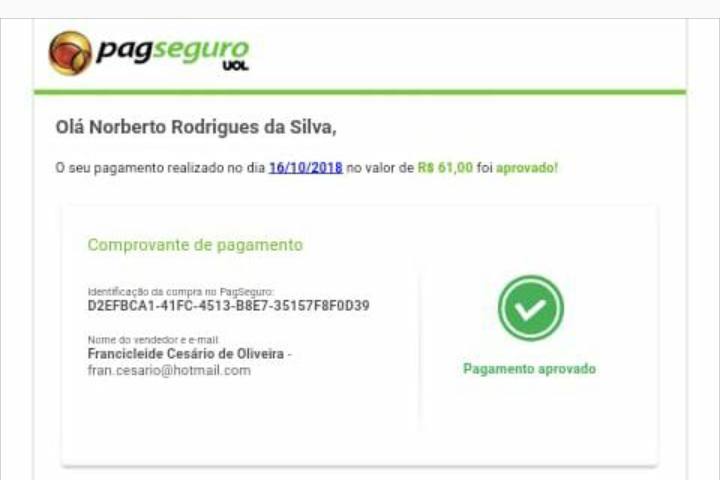 pagseguro
UOL
Olá Norberto Rodrigues da Silva,
O seu pagamento realizado no dia 16/10/2018 no valor de R$ 61,00 foi aprovado!
Comprovante de pagamento
Identificação da compra no PagSeguro:
D2EFBCA1-41FC-4513-B8E7-35157F8F0D39
Nome do vendedor e e-mail
Francicleide Cesário de Oliveira -
fran.cesario@hotmail.com
Pagamento aprovado